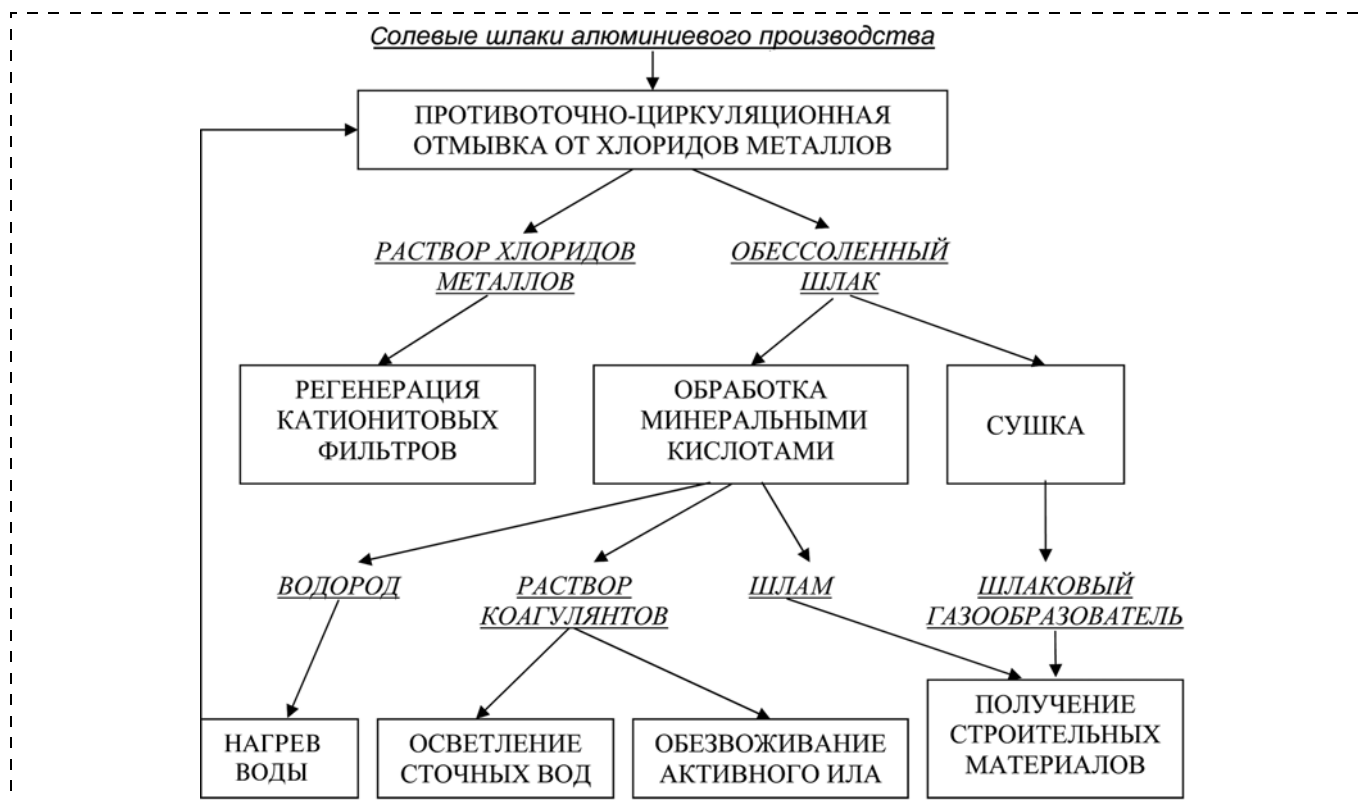 Солевые шлаки алюминиевого производства
ПРОТИВОТОЧНО-ЦИРКУЛЯЦИОННАЯ
ОТМЫВКА ОТ ХЛОРИДОВ МЕТАЛЛОВ
РАСТВОР ХЛОРИДОВ
МЕТАЛЛОВ
ОБЕССОЛЕННЫЙ
ШЛАК
РЕГЕНЕРАЦИЯ
КАТИОНИТОВЫХ
ФИЛЬТРОВ
ОБРАБОТКА
МИНЕРАЛЬНЫМИ
КИСЛОТАМИ
СУШКА
ВОДОРОД
РАСТВОР
КОАГУЛЯНТОВ
ШЛАМ
ШЛАКОВЫЙ
ГАЗООБРАЗОВАТЕЛЬ
НАГРЕВ
ВОДЫ
ОСВЕТЛЕНИЕ
СТОЧНЫХ ВОД
ОБЕЗВОЖИВАНИЕ
АКТИВНОГО ИЛА
ПОЛУЧЕНИЕ
СТРОИТЕЛЬНЫХ
МАТЕРИАЛОВ